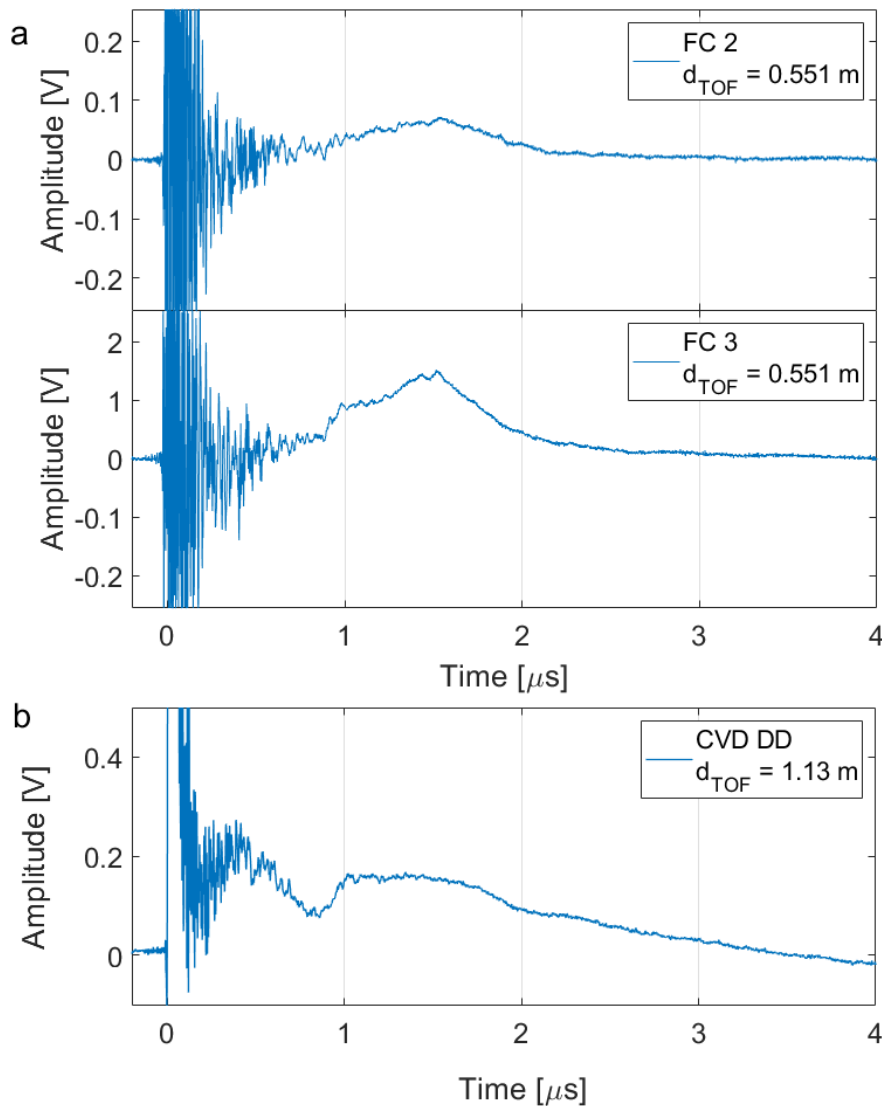 a
0.2
0.1
0
-0.1
-0.2
Amplitude [V]
FC 2
d_TOF = 0.551 m
2
1
0
-0.1
-0.2
Amplitude [V]
FC 3
d_TOF = 0.551 m
0 1 2 3 4
Time [μs]
b
0.4
0.2
0
Amplitude [V]
CVD DD
d_TOF = 1.13 m
0 1 2 3 4
Time [μs]